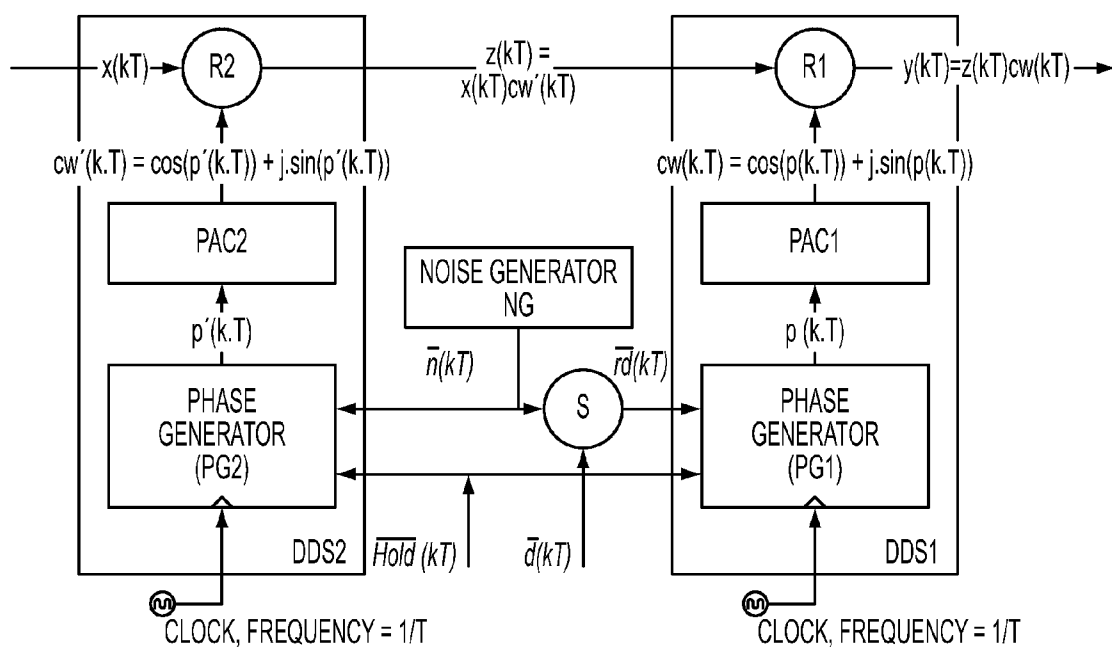 x(kT)
R2
z(kT) =
x(kT)cw´(kT)
R1
y(kT)=z(kT)cw(kT)
cw´(k.T) = cos(p´(k.T)) + j.sin(p´(k.T))
cw(k.T) = cos(p(k.T)) + j.sin(p(k.T))
PAC2
PAC1
NOISE GENERATOR
NG
p´(k.T)
p (k.T)
n̅(kT)
r̅d̅(kT)
PHASE
GENERATOR
(PG2)
S
PHASE
GENERATOR
(PG1)
DDS2
H̅o̅l̅d̅ (kT)
d̅(kT)
DDS1
CLOCK, FREQUENCY = 1/T
CLOCK, FREQUENCY = 1/T